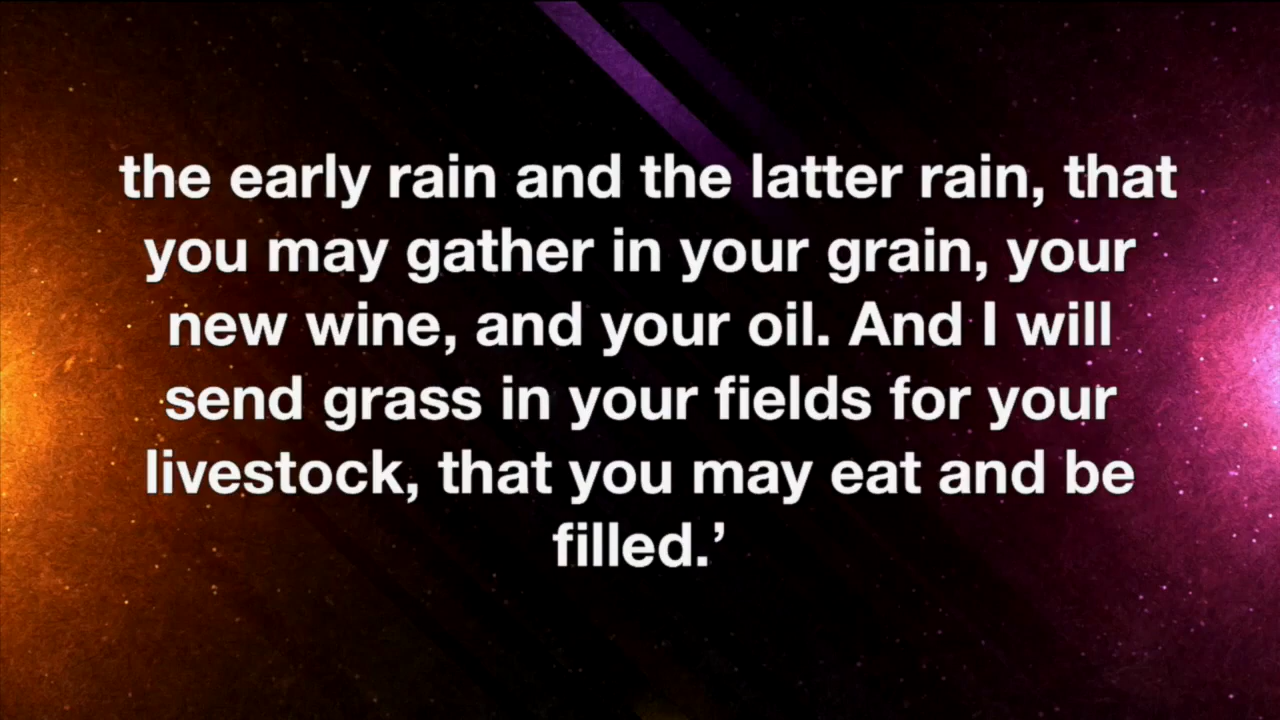 the early rain and the latter rain, that
you may gather in your grain, your
new wine, and your oil. And I will
send grass in your fields for your
livestock, that you may eat and be
filled.’